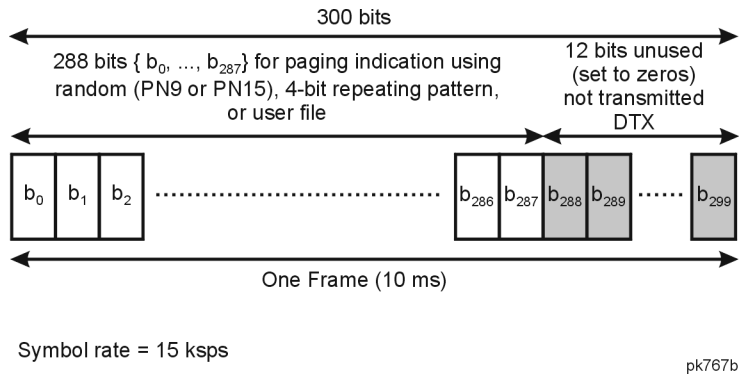 300 bits
288 bits { b0, ..., b287} for paging indication using
random (PN9 or PN15), 4-bit repeating pattern,
or user file
12 bits unused
(set to zeros)
not transmitted
DTX
b0 b1 b2 b286 b287 b288 b289 b299
One Frame (10 ms)
Symbol rate = 15 ksps
pk767b